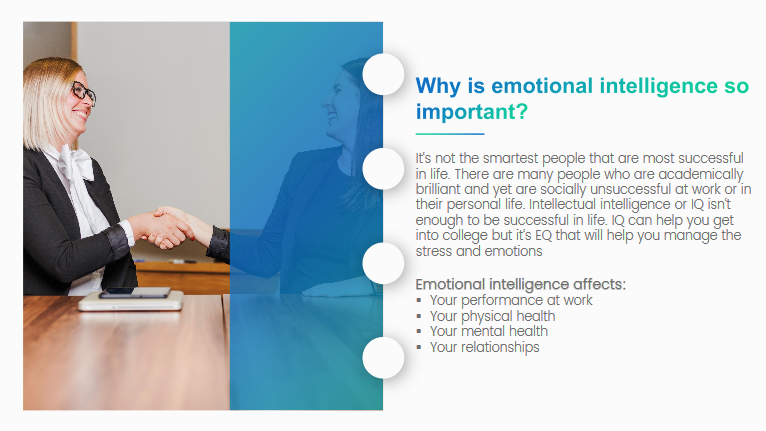 Why is emotional intelligence so
important?
It's not the smartest people that are most successful
in life. There are many people who are academically
brilliant and yet are socially unsuccessful at work or in
their personal life. Intellectual intelligence or IQ isn't
enough to be successful in life. IQ can help you get
into college but it's EQ that will help you manage the
stress and emotions
Emotional intelligence affects:
▪ Your performance at work
▪ Your physical health
▪ Your mental health
▪ Your relationships